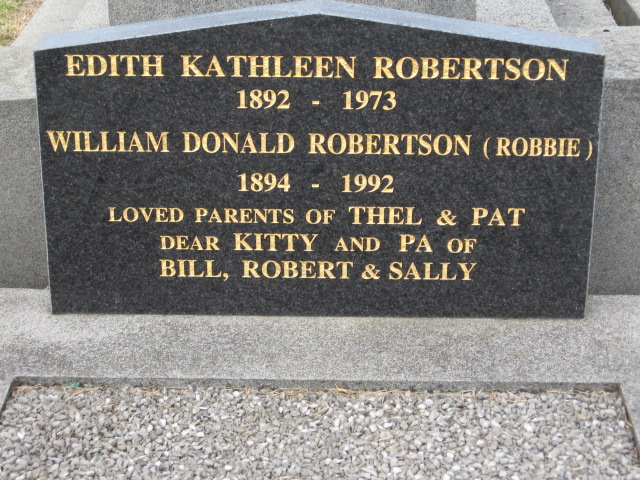 EDITH KATHLEEN ROBERTSON
1892 - 1973
WILLIAM DONALD ROBERTSON (ROBBIE)
1894 - 1992
LOVED PARENTS OF THEL & PAT
DEAR KITTY AND PA OF
BILL, ROBERT & SALLY